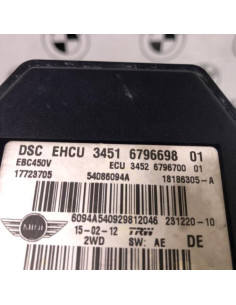 DSC EHCU 3451 6796698 01
EBC450V ECU 3452 6796700 01
17723705 54086094A 18186305-A
MINI 6094A540929812046 231220-10
15-02-12 TRW DE
2WD SW: AE